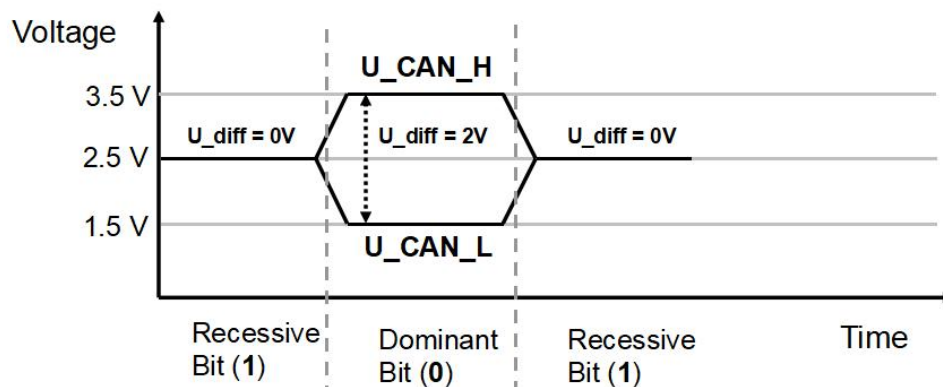 Voltage
U_CAN_H
3.5 V
U_diff = 0V
U_diff = 2V
U_diff = 0V
2.5 V
1.5 V
U_CAN_L
Recessive
Bit (1)
Dominant
Bit (0)
Recessive
Bit (1)
Time